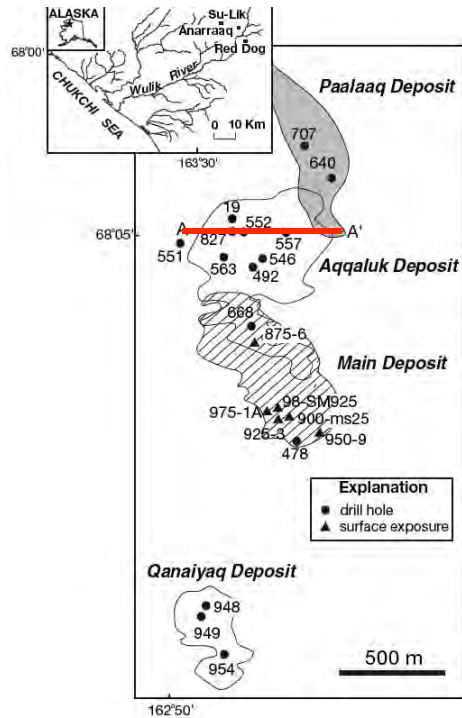 ALASKA
Su-Lik
Anarraaq
Red Dog
68°00'
Wulik River
CHUKCHI SEA
0 10 Km
163°30
Paalaaq Deposit
707
640
19
A 552 A'
68°05'
827 557
551
563 546
492
Aqqaluk Deposit
668
875-6
Main Deposit
98-SM925
975-1A 900-ms25
925-3 950-9
478
Explanation
drill hole
surface exposure
Qanaiyaq Deposit
948
949
954
500 m
162°50'